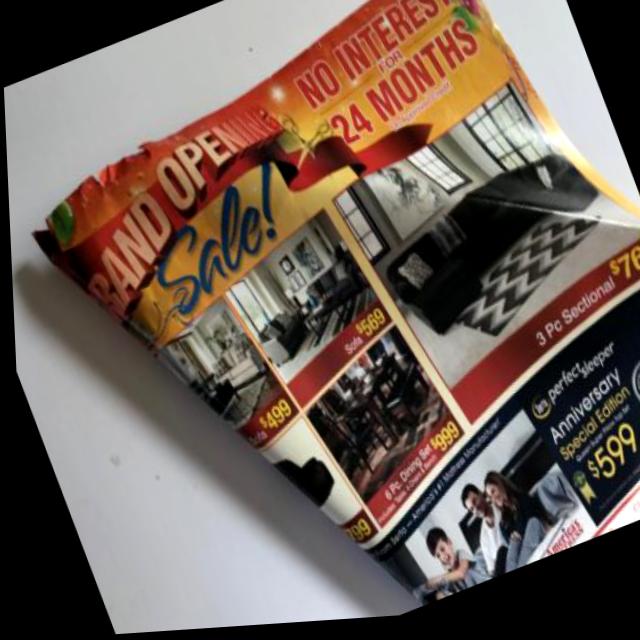 RAND OPENING
Sale!
NO INTEREST
FOR
24 MONTHS
Sofa $569
$499
3 Pc Sectional $76
6 Pc. Dining Set $999
799
perfect sleeper
Anniversary
Special Edition
$599
America's #1 Mattress Manufacturer!